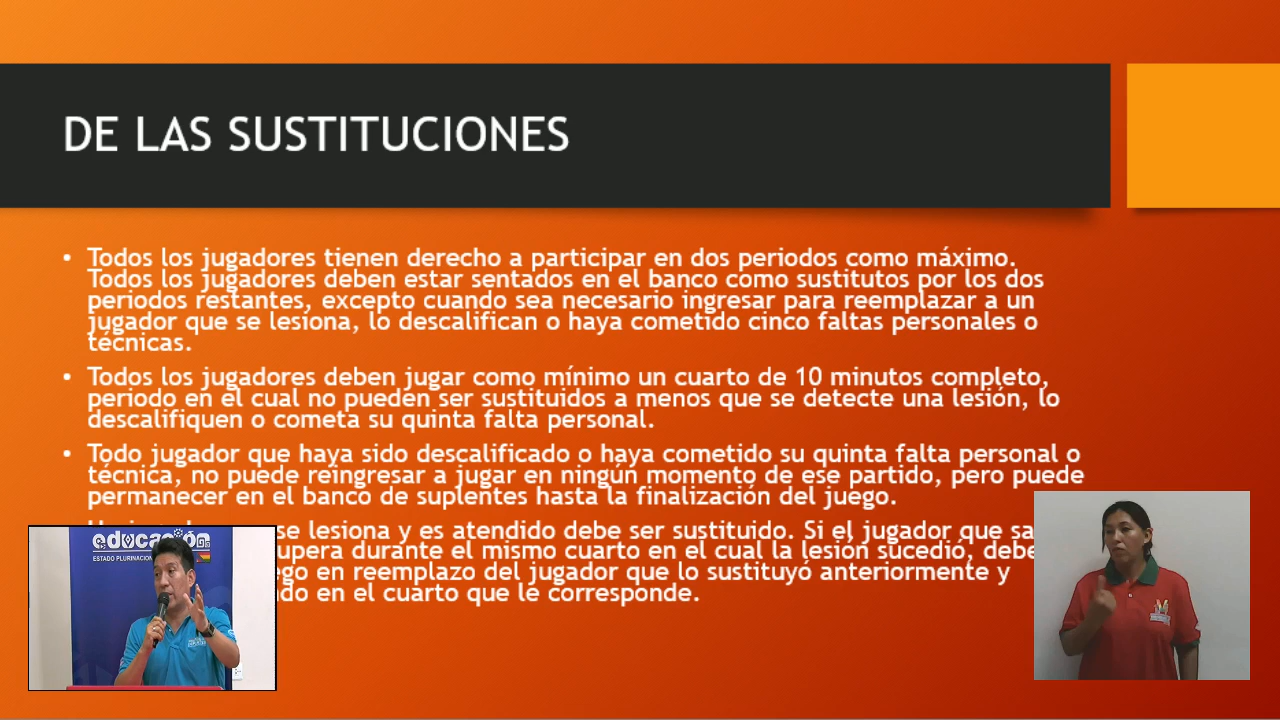 DE LAS SUSTITUCIONES
• Todos los jugadores tienen derecho a participar en dos periodos como máximo.
Todos los jugadores deben estar sentados en el banco como sustitutos por los dos
periodos restantes, excepto cuando sea necesario ingresar para reemplazar a un
jugador que se lesiona, lo descalifican o haya cometido cinco faltas personales o
técnicas.
• Todos los jugadores deben jugar como mínimo un cuarto de 10 minutos completo,
periodo en el cual no pueden ser sustituidos a menos que se detecte una lesión, lo
descalifiquen o cometa su quinta falta personal.
• Todo jugador que haya sido descalificado o haya cometido su quinta falta personal o
técnica, no puede reingresar a jugar en ningún momento de ese partido, pero puede
permanecer en el banco de suplentes hasta la finalización del juego.
se lesiona y es atendido debe ser sustituido. Si el jugador que sa
upera durante el mismo cuarto en el cual la lesión sucedió, debe
ego en reemplazo del jugador que lo sustituyó anteriormente y
do en el cuarto que le corresponde.
educación
ESTADO PLURINACION